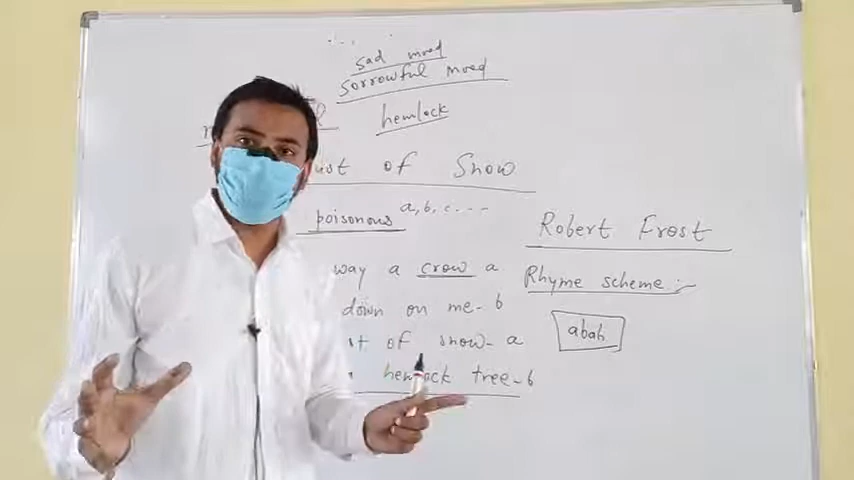 sad mood
sorrowful mood
hemlock
of Snow
poisonous a, b, c....
Robert Frost
way a crow a
Rhyme scheme :-
down on me - b
of snow - a
abab
hemlock tree - b